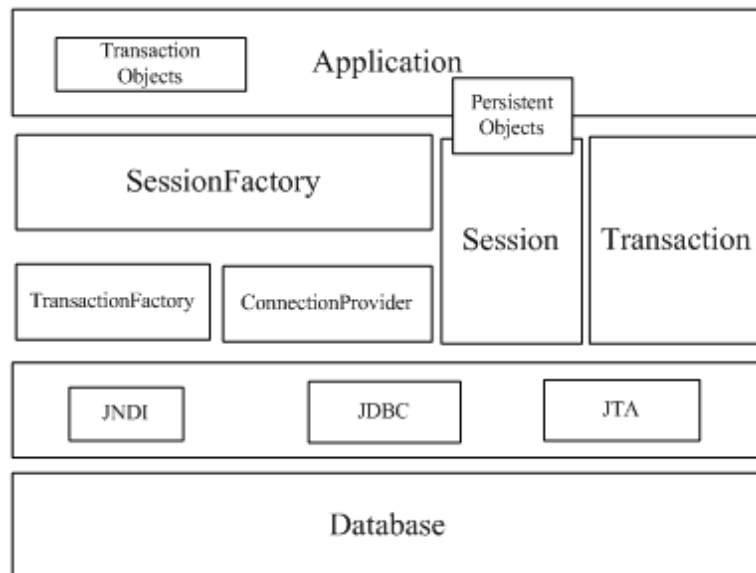 Transaction
Objects
Application
Persistent
Objects
SessionFactory
Session
Transaction
TransactionFactory
ConnectionProvider
JNDI
JDBC
JTA
Database